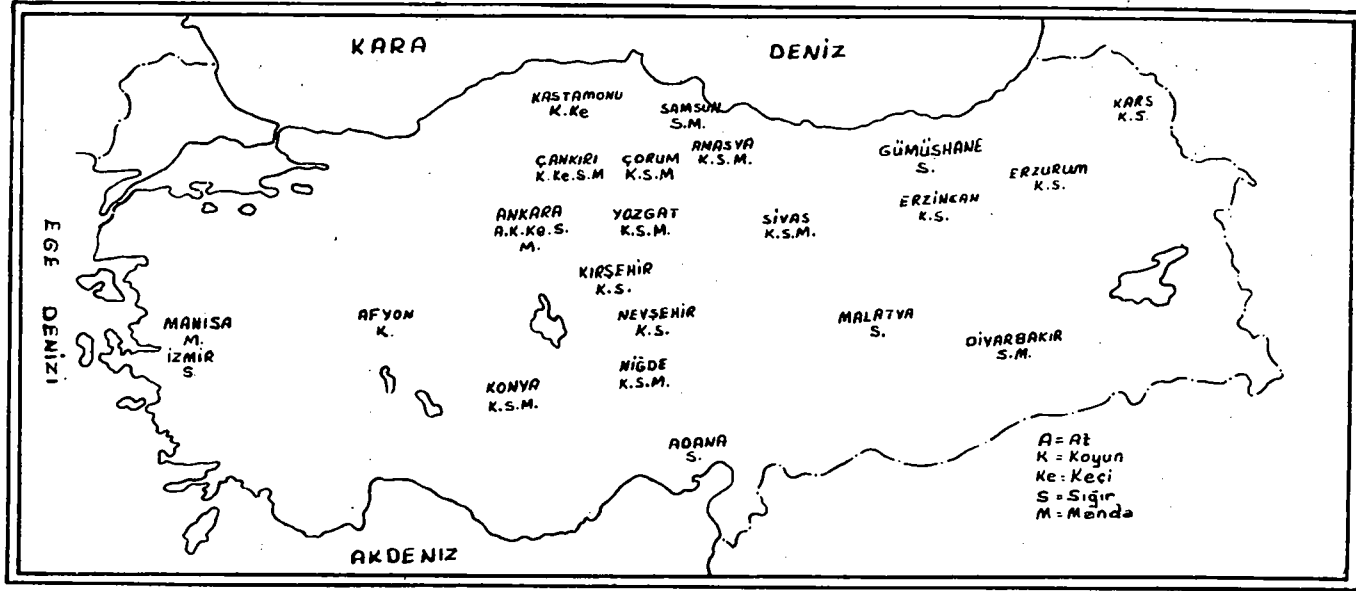 KARA DENİZ
KASTAMONU
K.Ke
SAMSUN
S.M.
KARS
K.S.
ÇANKIRI
K.Ke.S.M
ÇORUM
K.S.M
AMASYA
K.S.M.
GÜMÜSHANE
S.
ERZURUM
K.S.
ANKARA
A.K.Ke.S.
M.
YOZGAT
K.S.M.
SİVAS
K.S.M.
ERZİNCAN
K.S.
EGE DENİZİ
KIRŞEHİR
K.S.
MANİSA
M.
İZMİR
S.
AFYON
K.
NEVŞEHİR
K.S.
MALATYA
S.
DİYARBAKIR
S.M.
KONYA
K.S.M.
NİĞDE
K.S.M.
ADANA
S.
A = At
K = Koyun
Ke = Keçi
S = Sığır
M = Manda
AKDENIZ